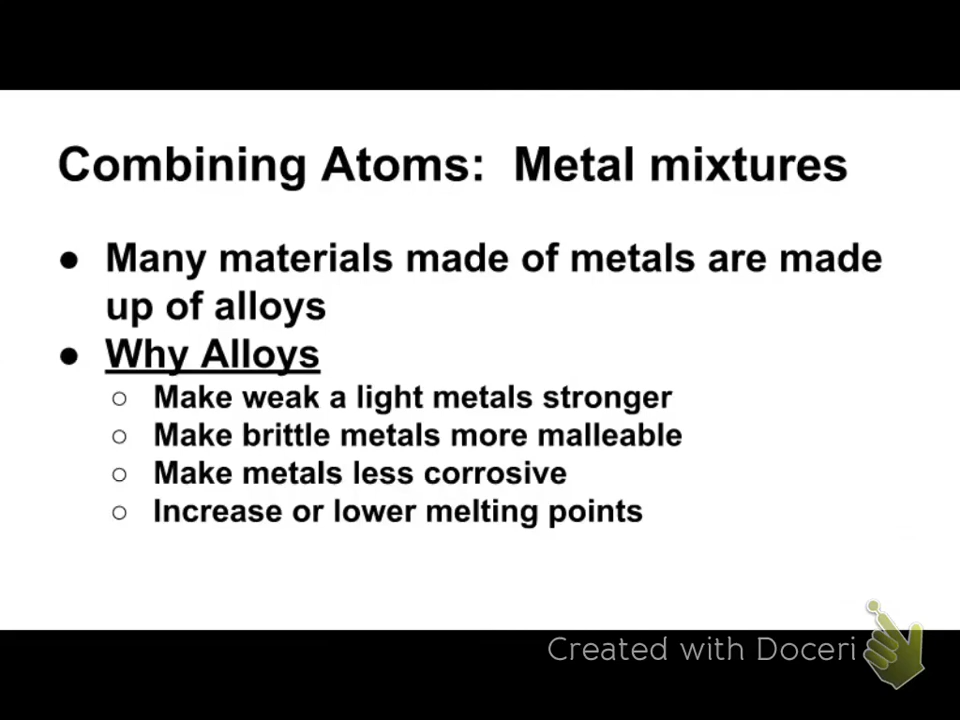 Combining Atoms:  Metal mixtures
● Many materials made of metals are made
up of alloys
● Why Alloys
○ Make weak a light metals stronger
○ Make brittle metals more malleable
○ Make metals less corrosive
○ Increase or lower melting points
Created with Doceri